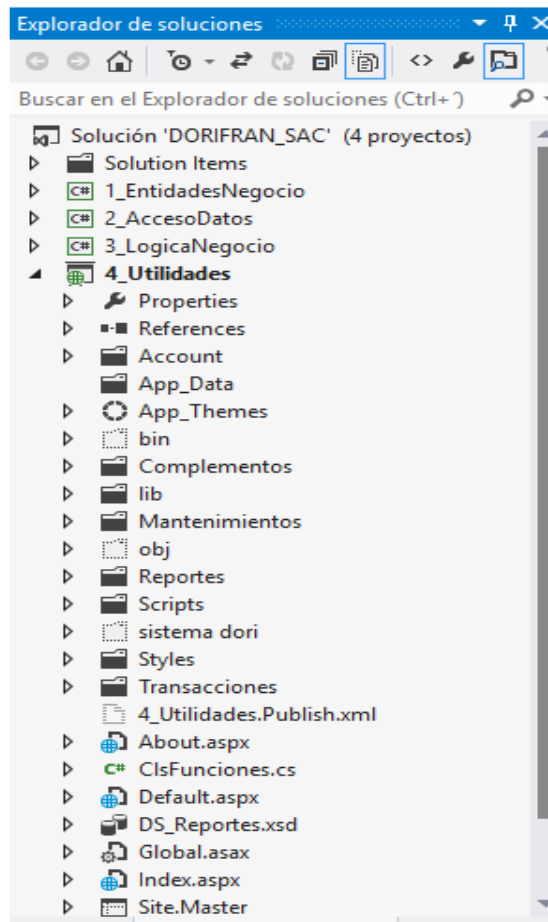 Explorador de soluciones
Buscar en el Explorador de soluciones (Ctrl+´)
Solución 'DORIFRAN_SAC' (4 proyectos)
Solution Items
C# 1_EntidadesNegocio
C# 2_AccesoDatos
C# 3_LogicaNegocio
4_Utilidades
Properties
References
Account
App_Data
App_Themes
bin
Complementos
lib
Mantenimientos
obj
Reportes
Scripts
sistema dori
Styles
Transacciones
4_Utilidades.Publish.xml
About.aspx
C# ClsFunciones.cs
Default.aspx
DS_Reportes.xsd
Global.asax
Index.aspx
Site.Master